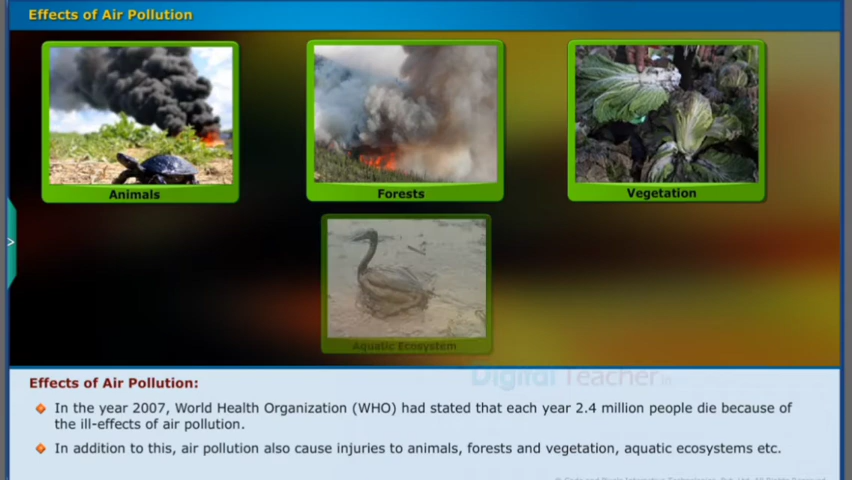 Effects of Air Pollution
Animals
Forests
Vegetation
Aquatic Ecosystem
Digital Teacher.in
Effects of Air Pollution:
In the year 2007, World Health Organization (WHO) had stated that each year 2.4 million people die because of
the ill-effects of air pollution.
In addition to this, air pollution also cause injuries to animals, forests and vegetation, aquatic ecosystems etc.